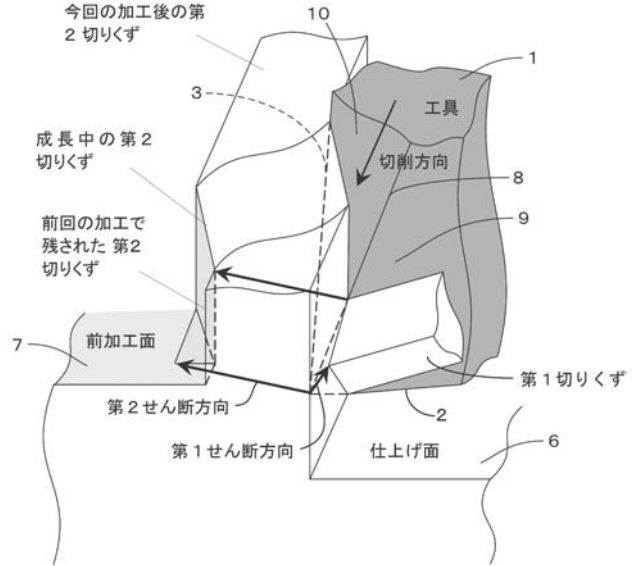 今回の加工後の第
2 切りくず
10
1
3
工具
成長中の第2
切りくず
切削方向
8
前回の加工で
残された 第2
切りくず
9
7
前加工面
第2せん断方向
第1切りくず
2
第1せん断方向
仕上げ面
6